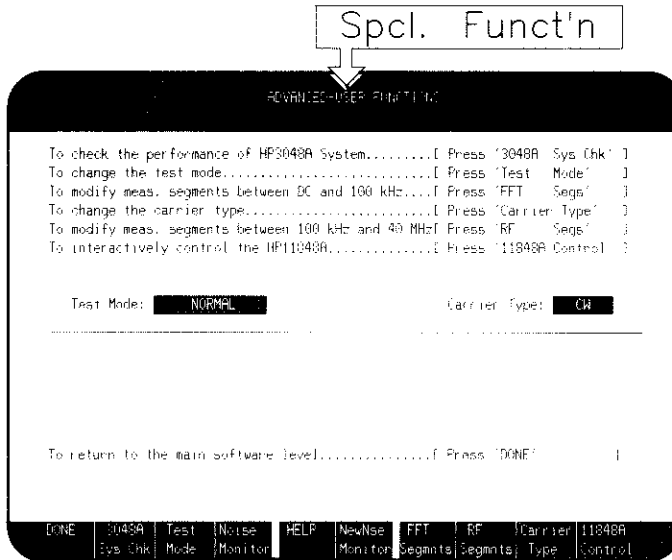 Spcl. Funct'n
ADVANCED-USER FUNCTIONS
To check the performance of HP3048A System.........[ Press '3048A Sys Chk' ]
To change the test mode............................[ Press 'Test Mode' ]
To modify meas. segments between DC and 100 kHz....[ Press 'FFT Segs' ]
To change the carrier type.........................[ Press 'Carrier Type' ]
To modify meas. segments between 100 kHz and 40 MHz[ Press 'RF Segs' ]
To interactively control the HP11848A..............[ Press '11848A Control ]
Test Mode: NORMAL Carrier Type: CW
To return to the main software level...............[ Press 'DONE' ]
DONE 3048A Test Noise HELP NewNse FFT RF Carrier 11848A
Sys Chk Mode Monitor Monitor Segmnts Segmnts Type Control